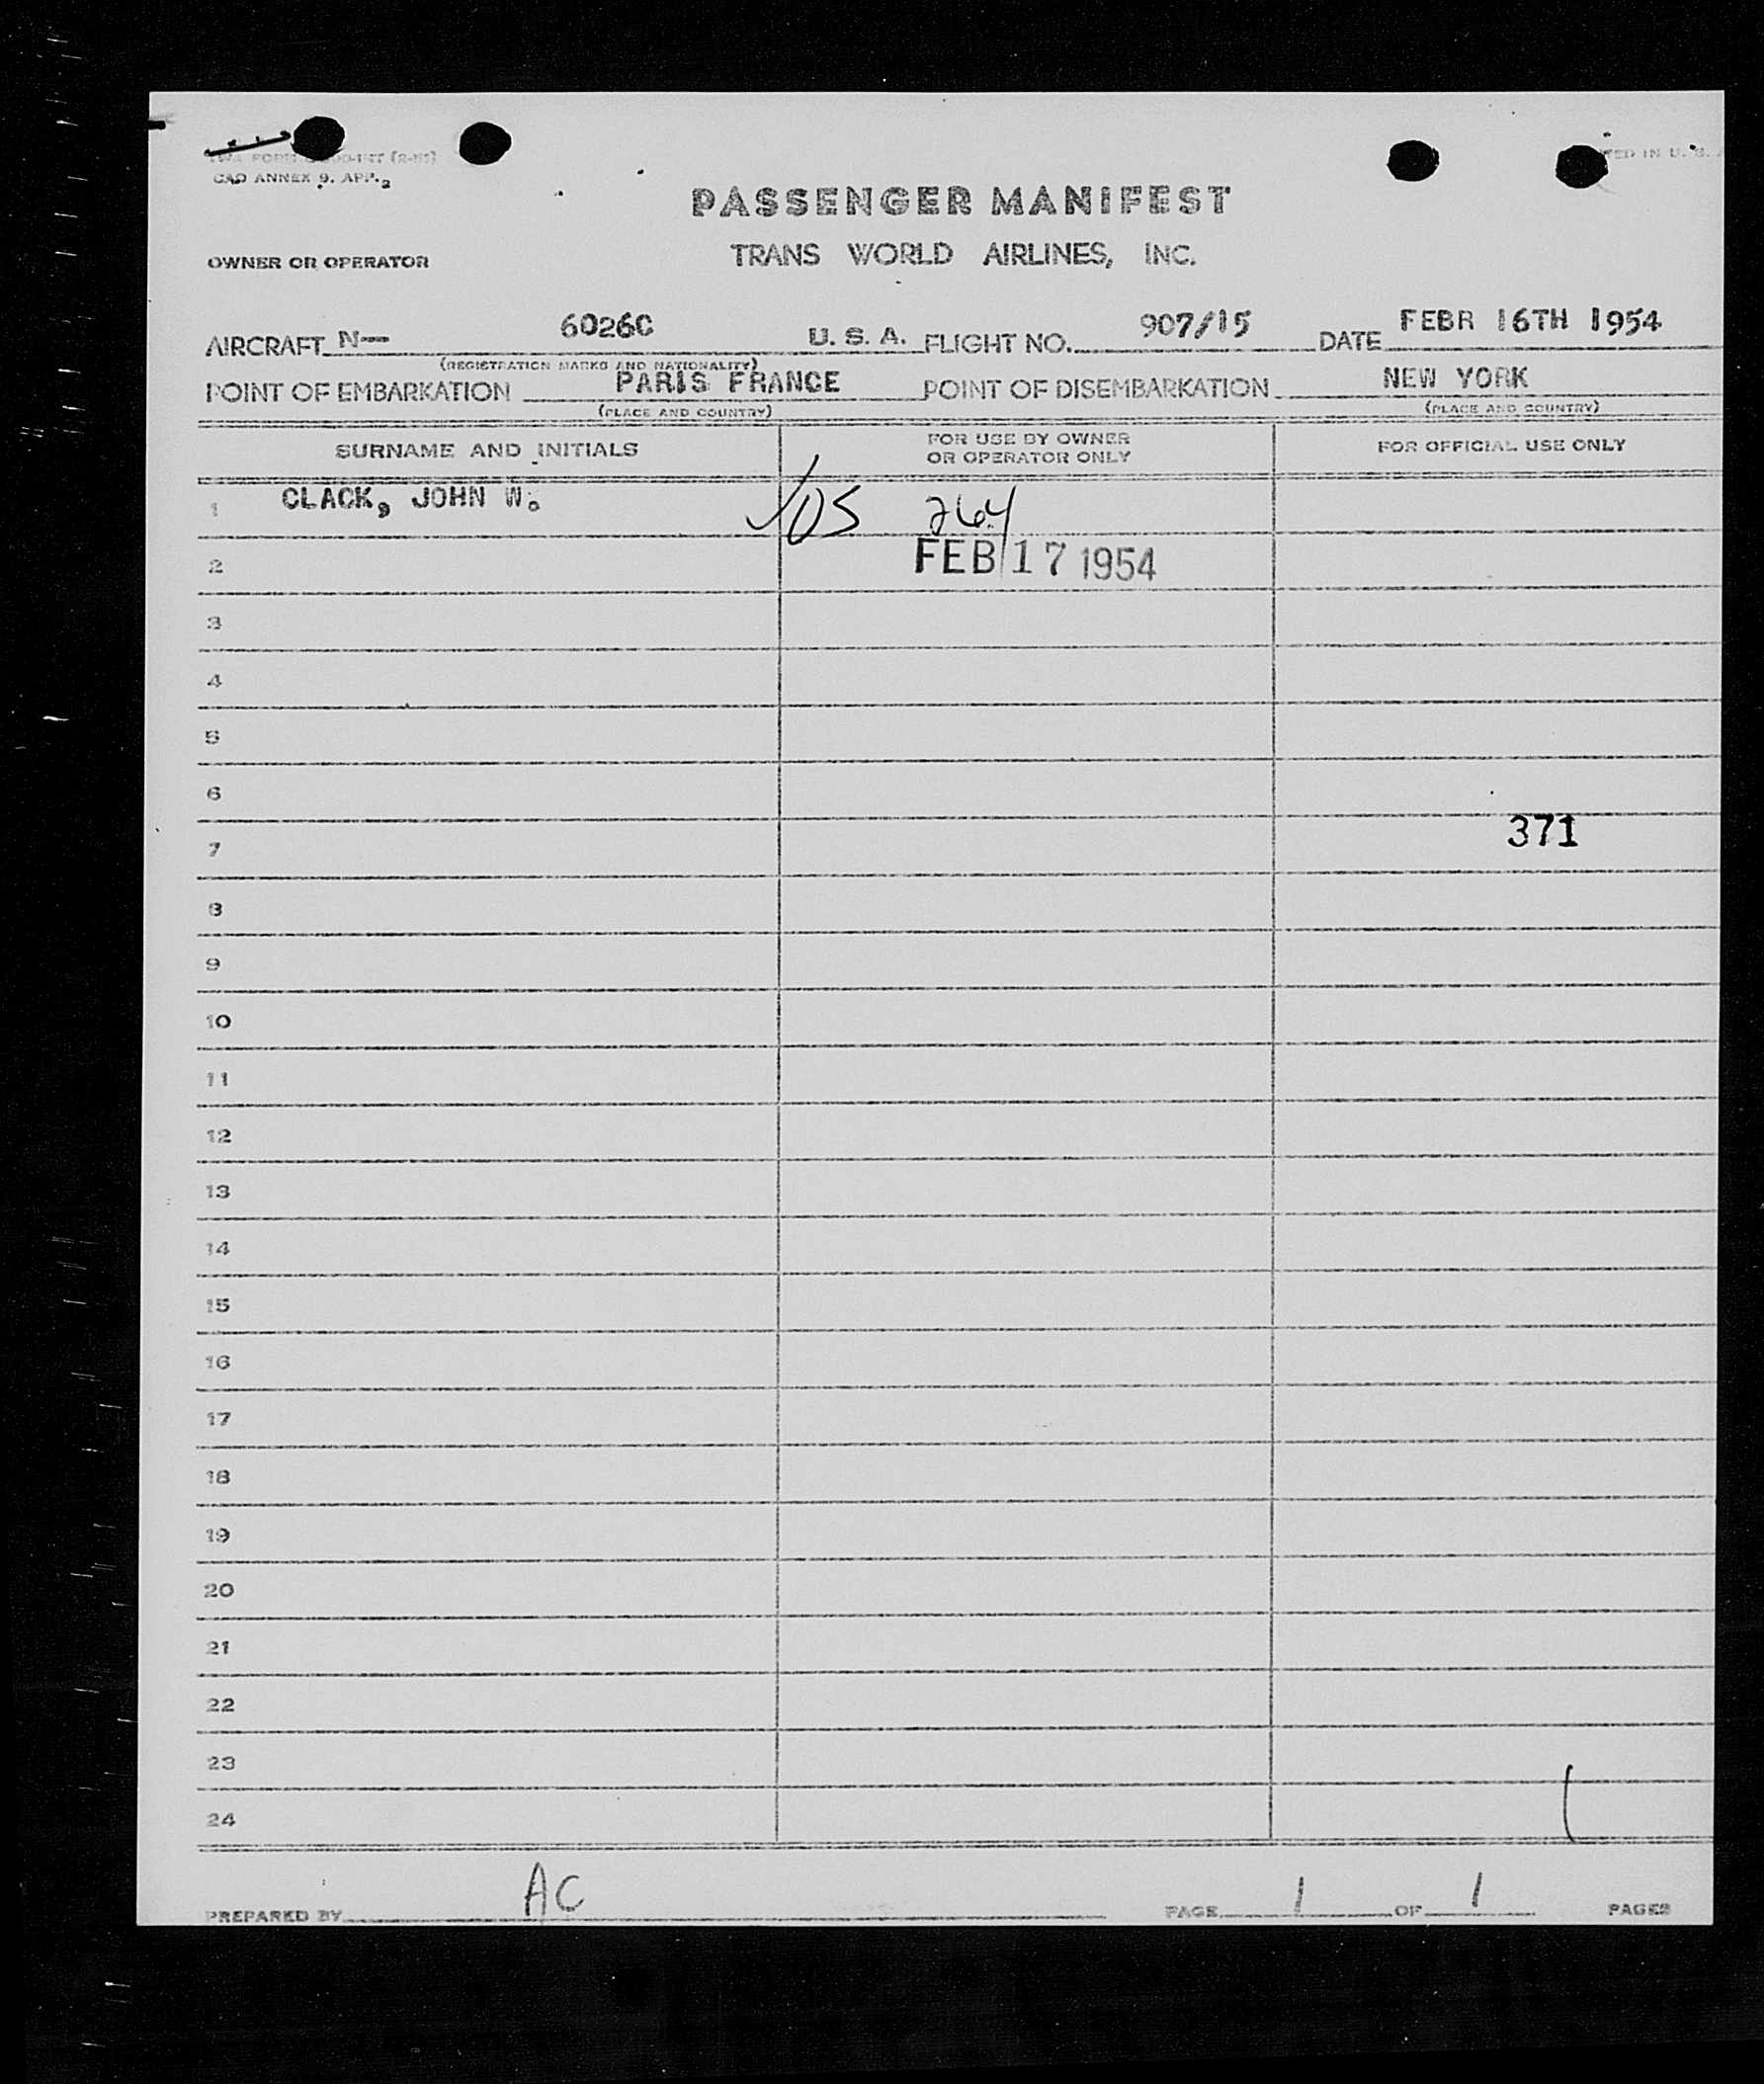 CAO ANNEX 9. APP. 2
PASSENGER MANIFEST
TRANS WORLD AIRLINES, INC.
OWNER OR OPERATOR
AIRCRAFT N— 6026C U. S. A. FLIGHT NO. 907/15 DATE FEBR 16TH 1954
(REGISTRATION MARKS AND NATIONALITY)
POINT OF EMBARKATION PARIS FRANCE POINT OF DISEMBARKATION NEW YORK
(PLACE AND COUNTRY) (PLACE AND COUNTRY)
SURNAME AND INITIALS FOR USE BY OWNER OR OPERATOR ONLY FOR OFFICIAL USE ONLY
1 CLACK, JOHN W. 264
2 FEB 17 1954
3
4
5
6
7 371
8
9
10
11
12
13
14
15
16
17
18
19
20
21
22
23
24
PREPARED BY AC PAGE 1 OF 1 PAGES